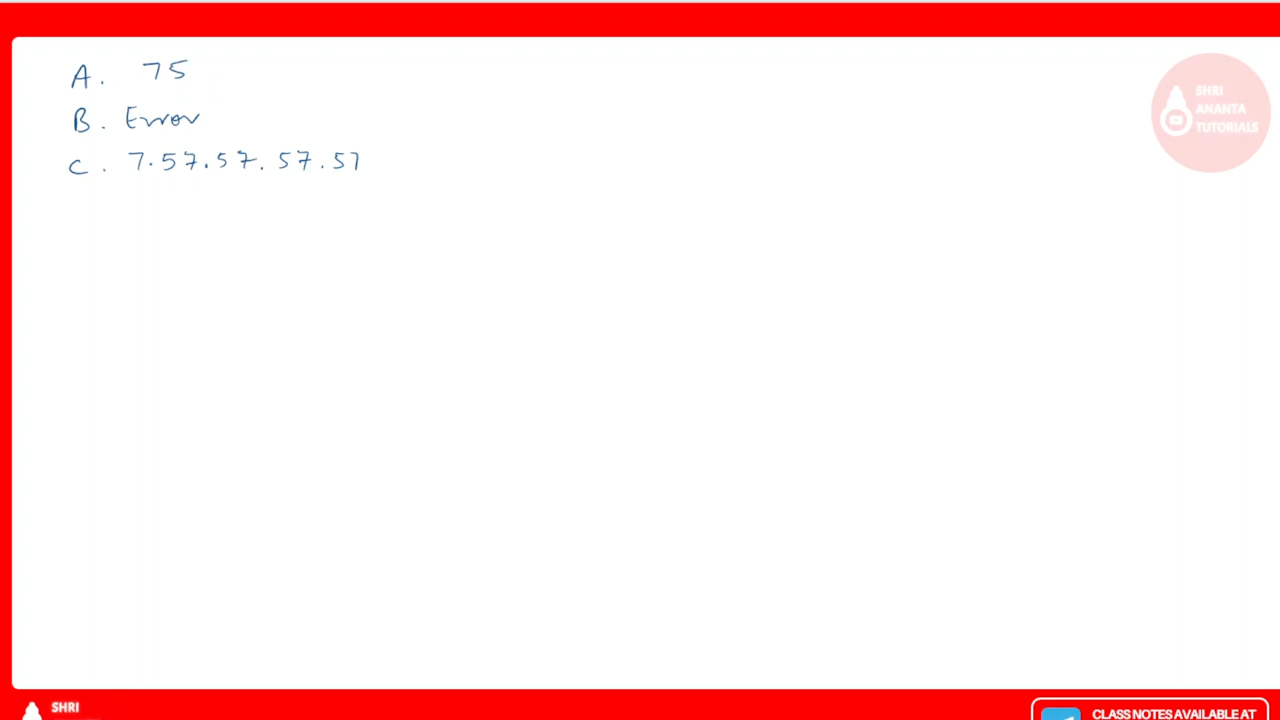 A. 75
B. Error
C. 7.57.57.57.57
SHRI
ANANTA
TUTORIALS
SHRI
CLASS NOTES AVAILABLE AT